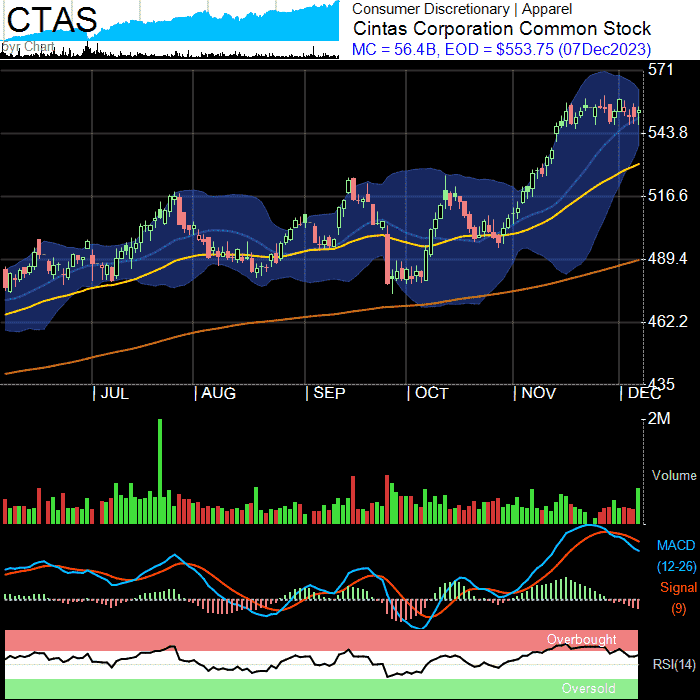 CTAS
Consumer Discretionary | Apparel
Cintas Corporation Common Stock
MC = 56.4B, EOD = $553.75 (07Dec2023)
571
543.8
516.6
489.4
462.2
435
JUL AUG SEP OCT NOV DEC
2M
Volume
MACD
(12-26)
Signal
(9)
Overbought
RSI(14)
Oversold